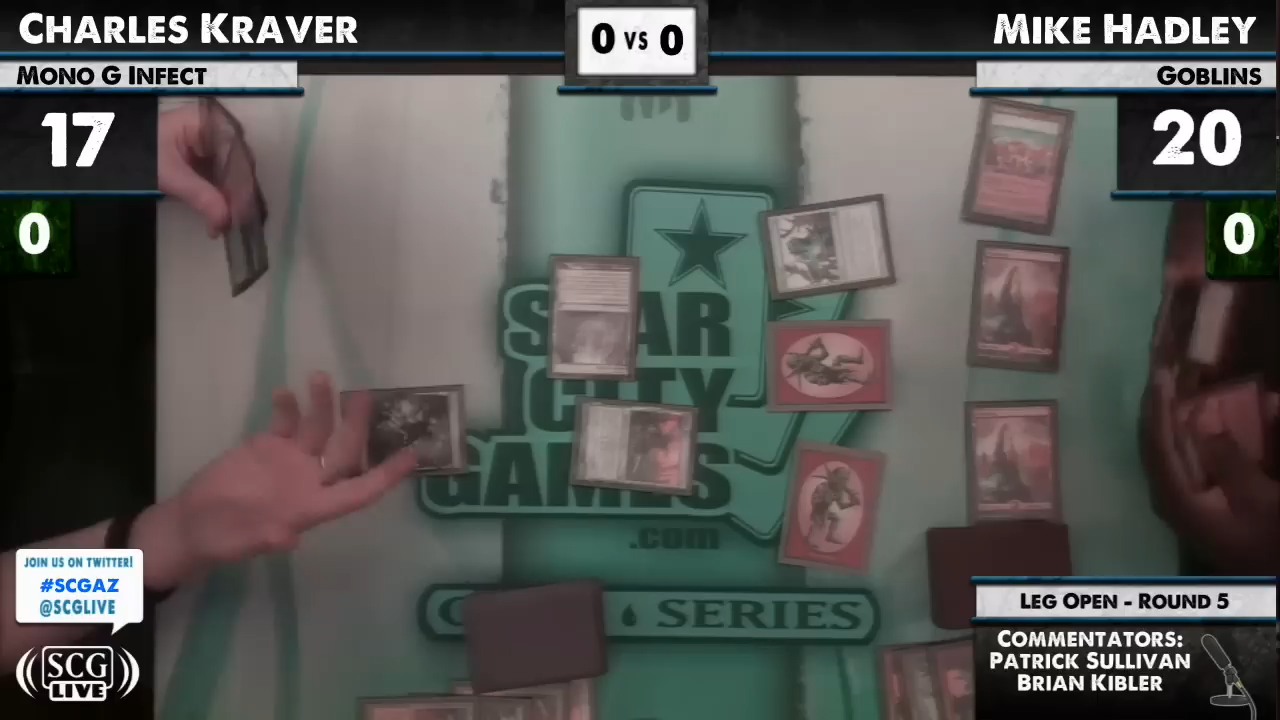 CHARLES KRAVER
0 VS 0
MIKE HADLEY
MONO G INFECT
GOBLINS
17
20
0
0
STAR
CITY
GAMES
.com
SERIES
JOIN US ON TWITTER!
#SCGAZ
@SCGLIVE
SCG
LIVE
LEG OPEN - ROUND 5
COMMENTATORS:
PATRICK SULLIVAN
BRIAN KIBLER